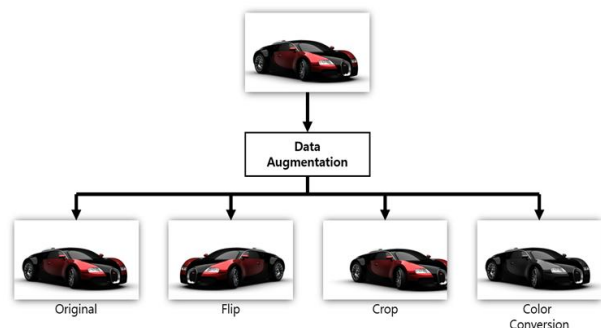 Data
Augmentation
Original
Flip
Crop
Color
Conversion